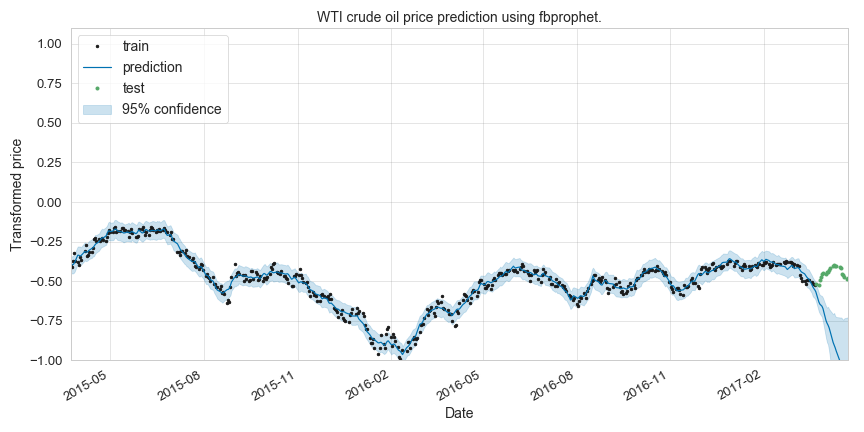 WTI crude oil price prediction using fbprophet.
train
prediction
test
95% confidence
1.00
0.75
0.50
0.25
0.00
−0.25
−0.50
−0.75
−1.00
Transformed price
2015-05
2015-08
2015-11
2016-02
2016-05
2016-08
2016-11
2017-02
Date